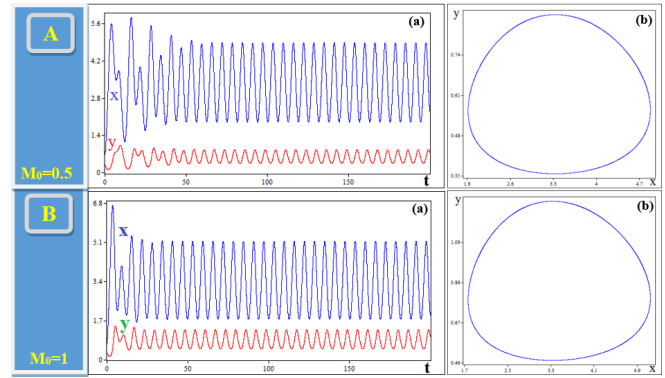 A
M₀=0.5
(a)
5.6
4.2
2.8
1.4
0
x
y
0
50
100
150
t
(b)
y
0.74
0.61
0.48
0.35
1.9
2.6
3.3
4
4.7
x
B
M₀=1
(a)
6.8
5.1
3.4
1.7
0
x
y
0
50
100
150
t
(b)
y
1.09
0.88
0.67
0.46
1.7
2.5
3.3
4.1
4.9
x